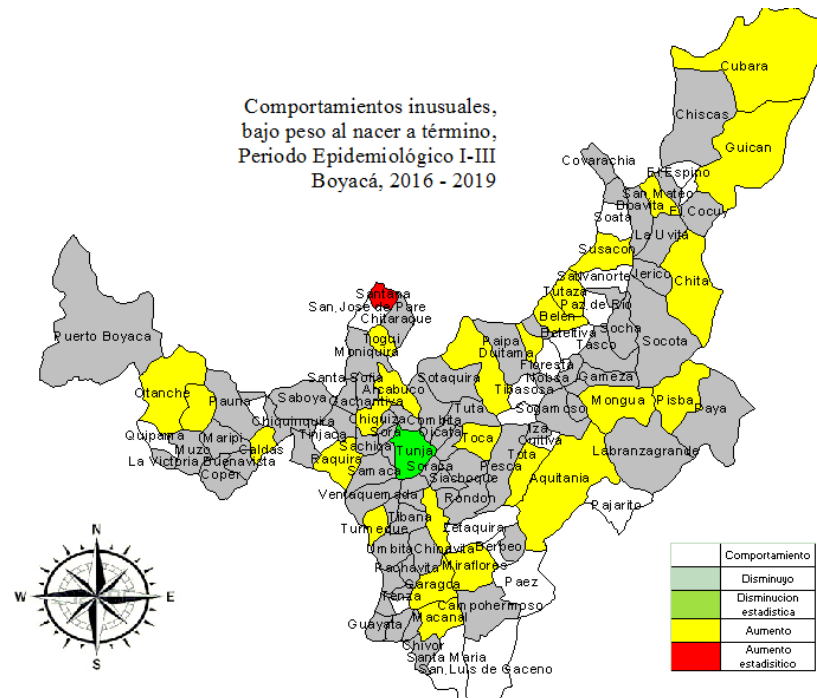 Comportamientos inusuales,
bajo peso al nacer a término,
Periodo Epidemiológico I-III
Boyacá, 2016 - 2019
Cubara
Chiscas
Guican
Covarachia
El Espino
San Mateo
Boavita
El Cocu
Soata
La Uvita
Susacon
Jerico
Chita
Sativanorte
Tutaza
Paz de Rio
Belen
Socha
Tasco
Socota
Santana
San Jose de Pare
Chitaraque
Togui
Moniquira
Puerto Boyaca
Paipa
Duitama
Floresta
Nobsa
Gameza
Santa Sofia
Arcabuco
Sotaquira
Tibasosa
Otanche
Pauna
Saboya
Gachantiva
Mongua
Pisba
Paya
Chiquinquira
Chiquiza
Combita
Tuta
Sogamoso
Quipama
Maripi
Tinjaca
Sora
Oicata
Toca
Iza
Cuitiva
Muzo
Caldas
Sachica
Tunja
Tota
Labranzagrande
La Victoria
Buenavista
Raquira
Soraca
Pesca
Aquitania
Coper
Samaca
Siachoque
Ventaquemada
Rondon
Pajarito
Tibana
Turmeque
Zetaquira
Umbita
Chinavita
Berbeo
Pachavita
Miraflores
Garagoa
Paez
Tenza
Campohermoso
Guayata
Macanal
Chivor
Santa Maria
San Luis de Gaceno
N
W
E
S
Comportamiento
Disminuyo
Disminucion
estadistica
Aumento
Aumento
estadisitico